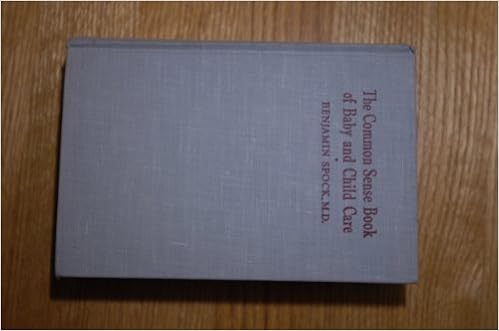 The Common Sense Book
of Baby and Child Care
•
BENJAMIN SPOCK, M.D.